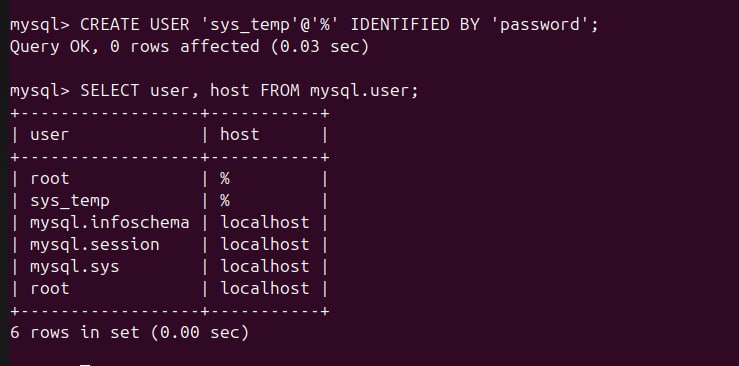 mysql> CREATE USER 'sys_temp'@'%' IDENTIFIED BY 'password';
Query OK, 0 rows affected (0.03 sec)

mysql> SELECT user, host FROM mysql.user;
+------------------+-----------+
| user             | host      |
+------------------+-----------+
| root             | %         |
| sys_temp         | %         |
| mysql.infoschema | localhost |
| mysql.session    | localhost |
| mysql.sys        | localhost |
| root             | localhost |
+------------------+-----------+
6 rows in set (0.00 sec)